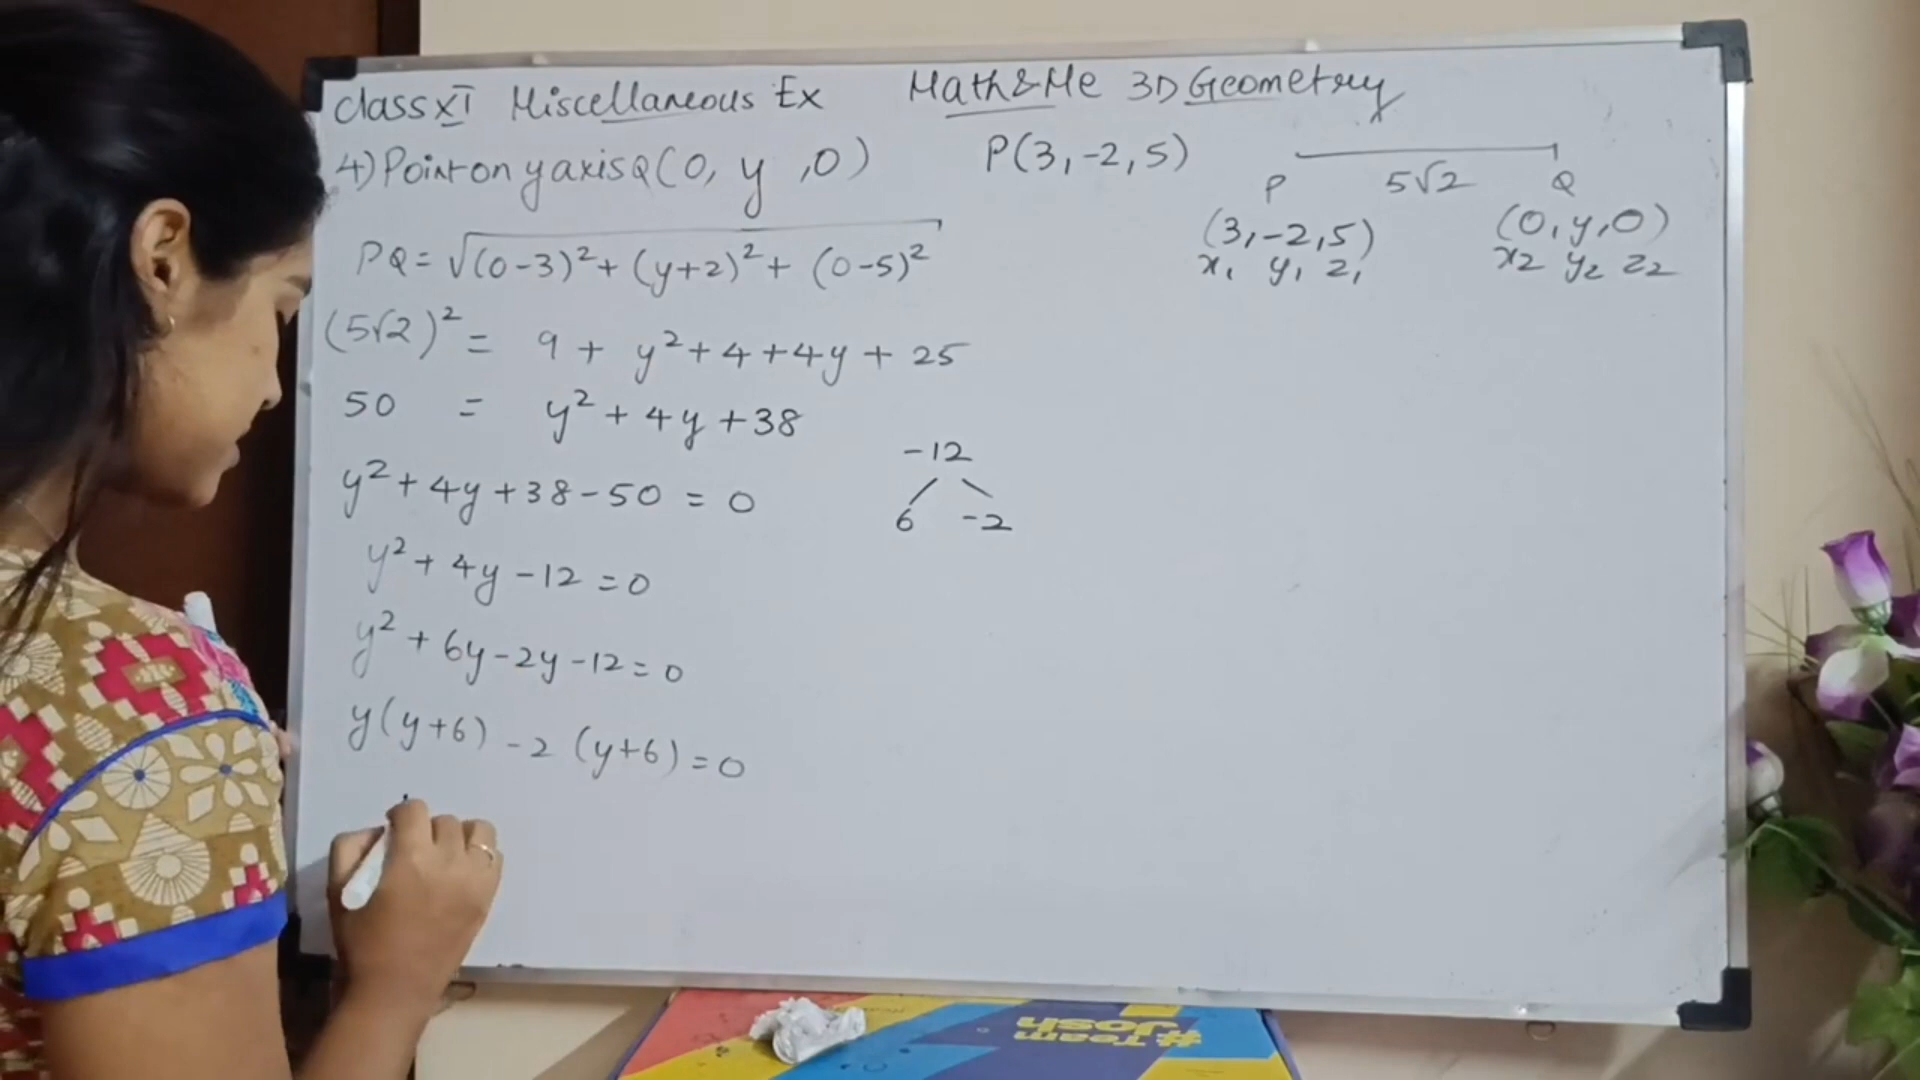 Class XI Miscellaneous Ex Math&Me 3D Geometry
4) Point on y axis Q(0, y ,0) P(3,-2,5)
P 5√2 Q
(3,-2,5) (0,y,0)
x₁ y₁ z₁ x₂ y₂ z₂
PQ = √(0-3)² + (y+2)² + (0-5)²
(5√2)² = 9 + y² + 4 + 4y + 25
50 = y² + 4y + 38
y² + 4y + 38 - 50 = 0
-12
6 -2
y² + 4y - 12 = 0
y² + 6y - 2y - 12 = 0
y(y+6) - 2 (y+6) = 0
#Team
Josh